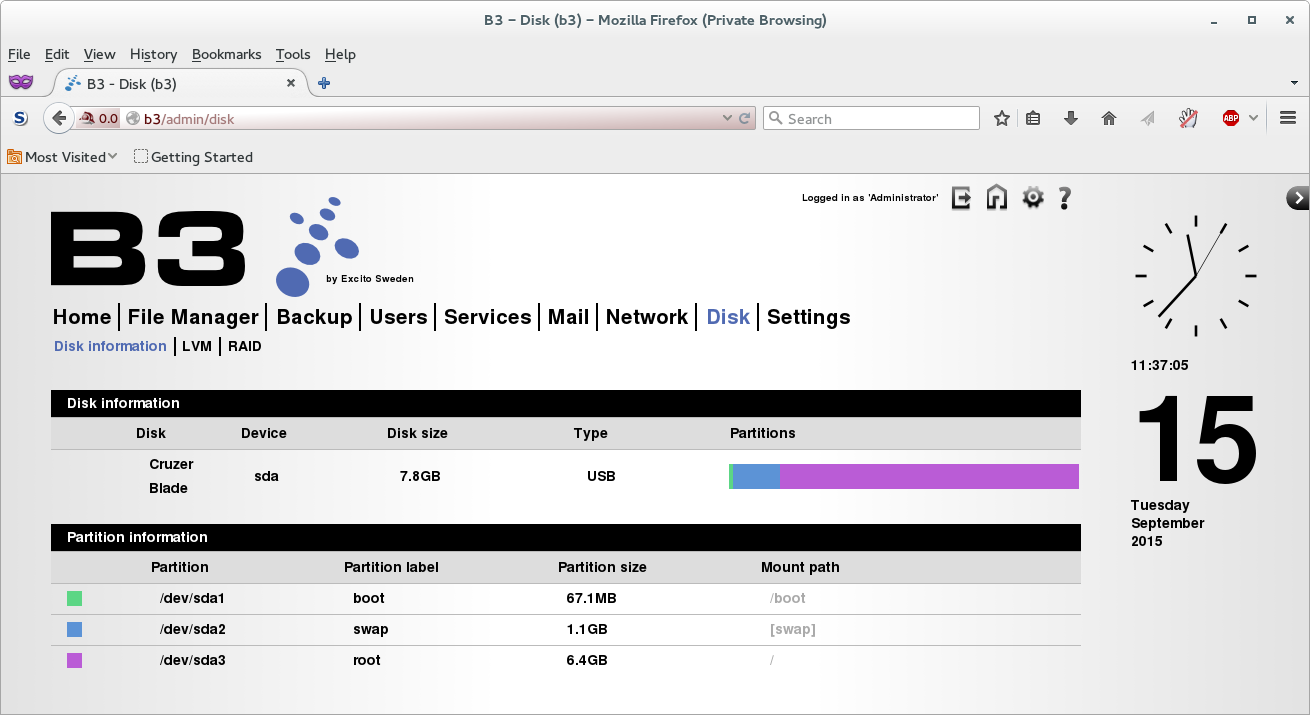 B3 – Disk (b3) – Mozilla Firefox (Private Browsing)
File Edit View History Bookmarks Tools Help
B3 - Disk (b3)
S 0.0 b3/admin/disk Search ABP
Most Visited Getting Started
Logged in as 'Administrator' ?
B3
by Excito Sweden
Home File Manager Backup Users Services Mail Network Disk Settings
Disk information LVM RAID
11:37:05
15
Tuesday
September
2015
Disk information
Disk Device Disk size Type Partitions
Cruzer
Blade
sda 7.8GB USB
Partition information
Partition Partition label Partition size Mount path
/dev/sda1 boot 67.1MB /boot
/dev/sda2 swap 1.1GB [swap]
/dev/sda3 root 6.4GB /